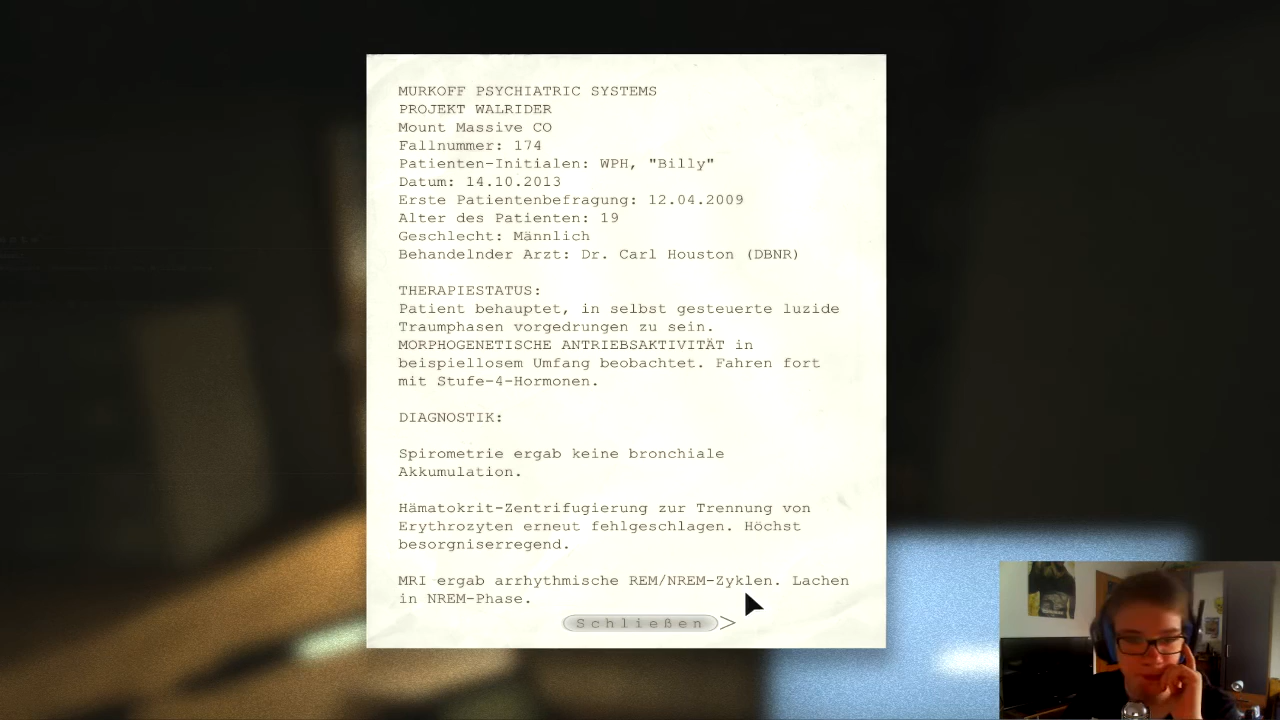 MURKOFF PSYCHIATRIC SYSTEMS
PROJEKT WALRIDER
Mount Massive CO
Fallnummer: 174
Patienten-Initialen: WPH, "Billy"
Datum: 14.10.2013
Erste Patientenbefragung: 12.04.2009
Alter des Patienten: 19
Geschlecht: Männlich
Behandelnder Arzt: Dr. Carl Houston (DBNR)
THERAPIESTATUS:
Patient behauptet, in selbst gesteuerte luzide
Traumphasen vorgedrungen zu sein.
MORPHOGENETISCHE ANTRIEBSAKTIVITÄT in
beispiellosem Umfang beobachtet. Fahren fort
mit Stufe-4-Hormonen.
DIAGNOSTIK:
Spirometrie ergab keine bronchiale
Akkumulation.
Hämatokrit-Zentrifugierung zur Trennung von
Erythrozyten erneut fehlgeschlagen. Höchst
besorgniserregend.
MRI ergab arrhythmische REM/NREM-Zyklen. Lachen
in NREM-Phase.
Schließen >